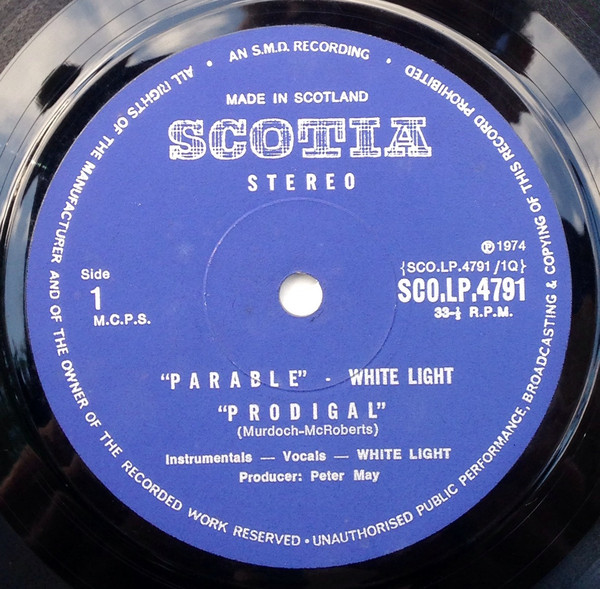 ALL RIGHTS OF THE MANUFACTURER AND OF THE OWNER OF THE RECORDED WORK RESERVED • UNAUTHORISED PUBLIC PERFORMANCE, BROADCASTING & COPYING OF THIS RECORD PROHIBITED
• AN S.M.D. RECORDING •
MADE IN SCOTLAND
SCOTIA
STEREO
℗ 1974
Side
1
M.C.P.S.
{SCO.LP.4791/1Q}
SCO.LP.4791
33-⅓ R.P.M.
"PARABLE" - WHITE LIGHT
"PRODIGAL"
(Murdoch-McRoberts)
Instrumentals — Vocals — WHITE LIGHT
Producer: Peter May